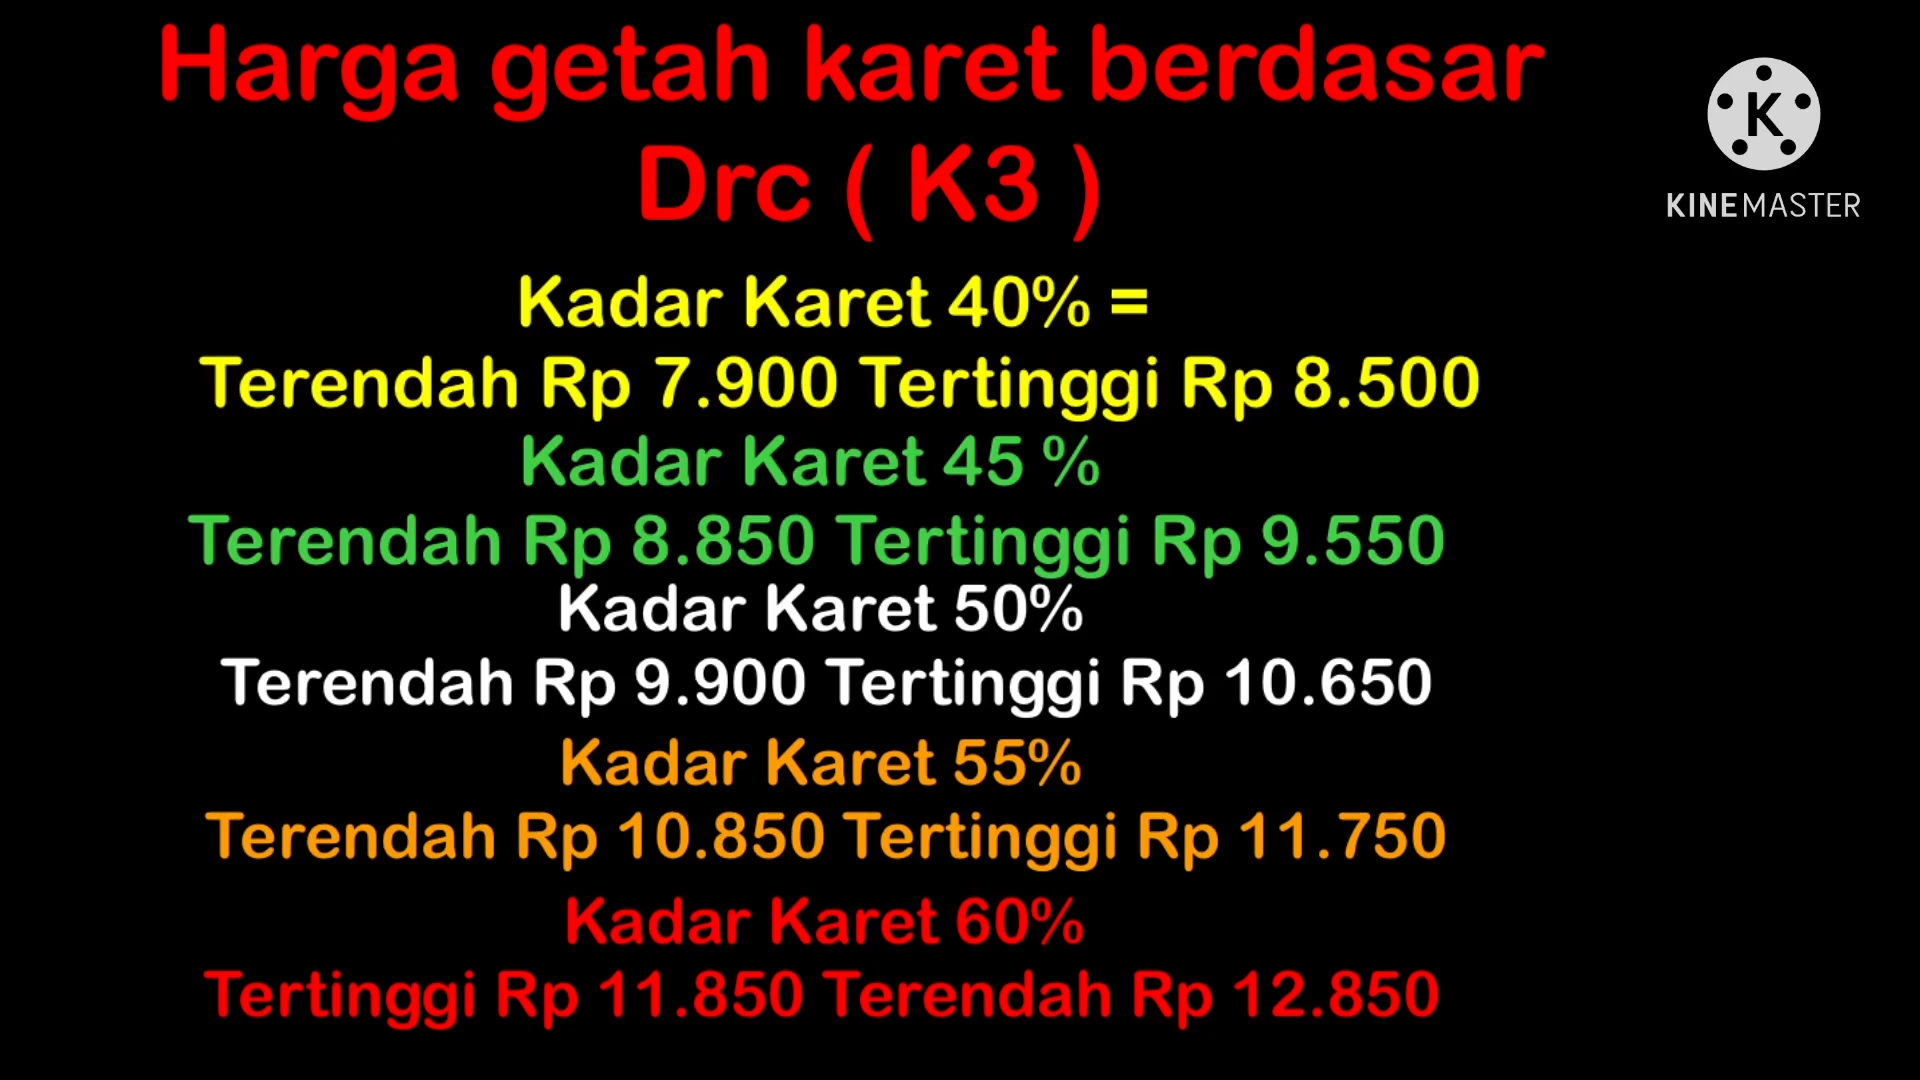 Harga getah karet berdasar
Drc ( K3 )
KINEMASTER
Kadar Karet 40% =
Terendah Rp 7.900 Tertinggi Rp 8.500
Kadar Karet 45 %
Terendah Rp 8.850 Tertinggi Rp 9.550
Kadar Karet 50%
Terendah Rp 9.900 Tertinggi Rp 10.650
Kadar Karet 55%
Terendah Rp 10.850 Tertinggi Rp 11.750
Kadar Karet 60%
Tertinggi Rp 11.850 Terendah Rp 12.850